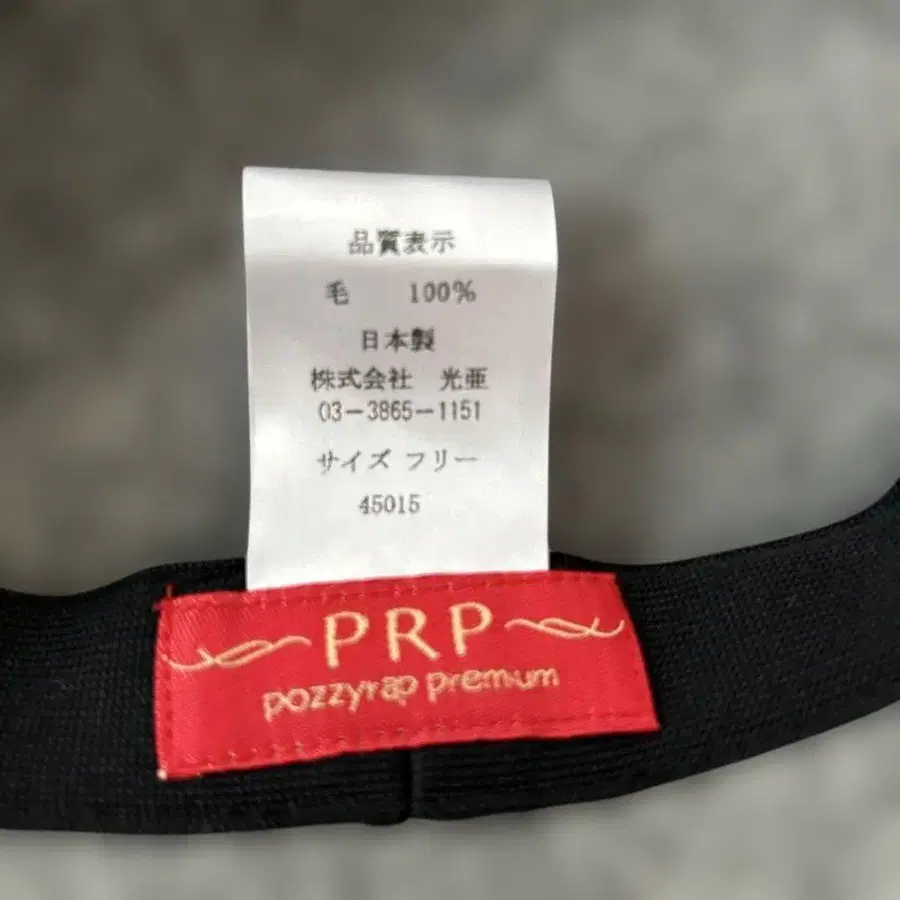 品質表示
毛 100%
日本製
株式会社 光亜
03-3865-1151
サイズ フリー
45015
PRP
pozzyrap premium